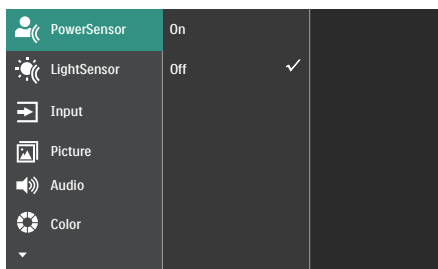 PowerSensor
On
LightSensor
Off
Input
Picture
Audio
Color